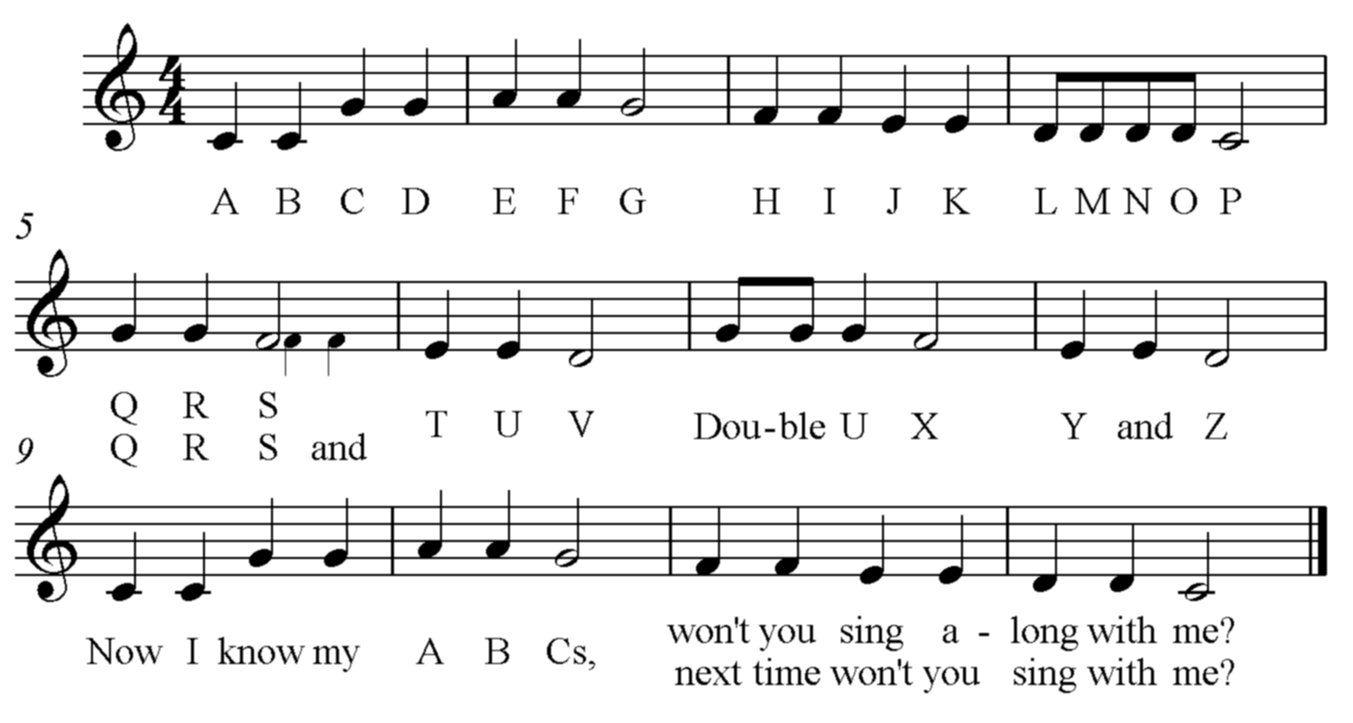 4
4
A B C D E F G H I J K L M N O P
5
Q R S T U V Dou-ble U X Y and Z
Q R S and
9
Now I know my A B Cs, won't you sing a - long with me?
next time won't you sing with me?